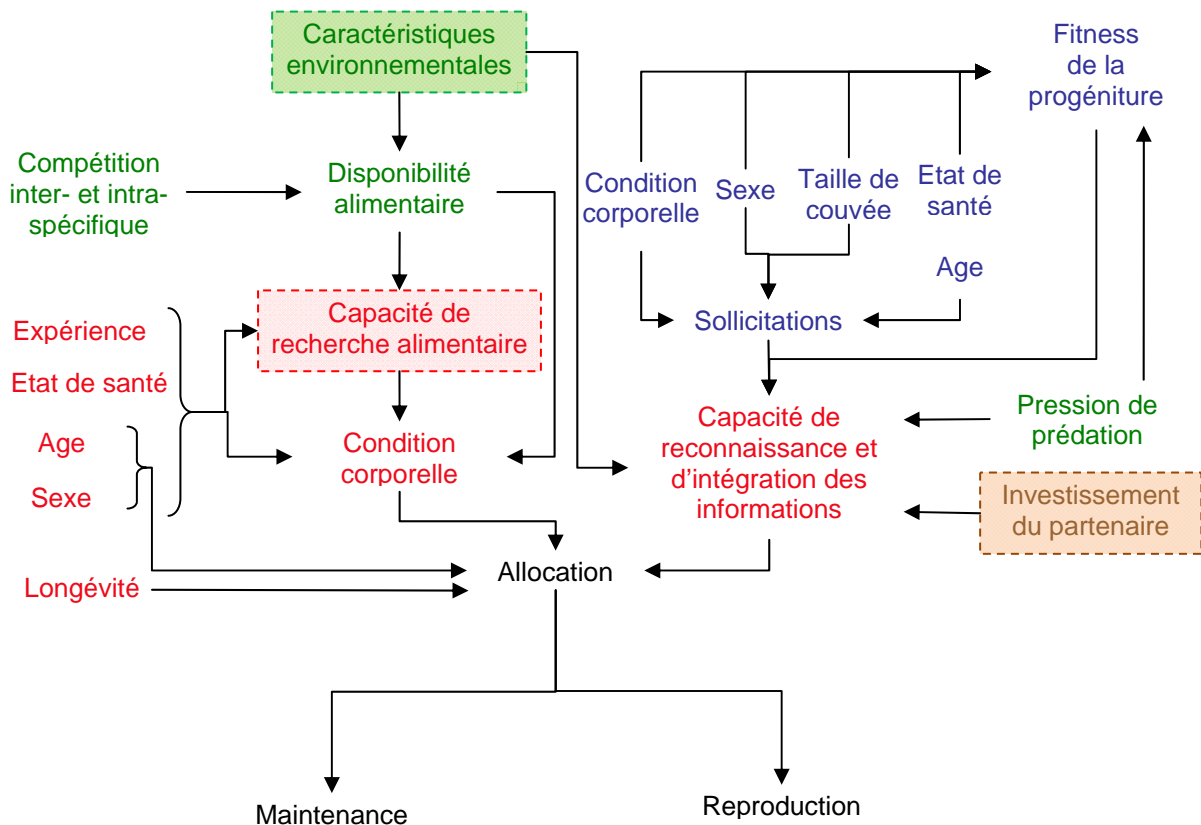 Caractéristiques
environnementales
Fitness
de la
progéniture
Compétition
inter- et intra-
spécifique
Disponibilité
alimentaire
Condition
corporelle
Sexe
Taille de
couvée
Etat de
santé
Age
Sollicitations
Expérience
Etat de santé
Age
Sexe
Capacité de
recherche alimentaire
Condition
corporelle
Capacité de
reconnaissance et
d'intégration des
informations
Pression de
prédation
Investissement
du partenaire
Longévité
Allocation
Maintenance
Reproduction